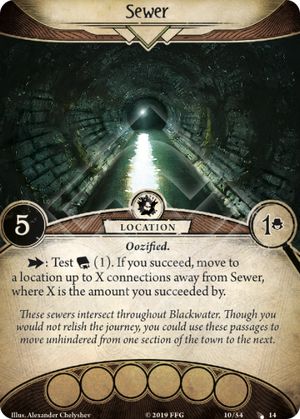 Sewer
5
LOCATION
1
Oozified.
: Test (1). If you succeed, move to
a location up to X connections away from Sewer,
where X is the amount you succeeded by.
These sewers intersect throughout Blackwater. Though you
would not relish the journey, you could use these passages to
move unhindered from one section of the town to the next.
Illus. Alexander Chelyshev
© 2019 FFG
10/54
14